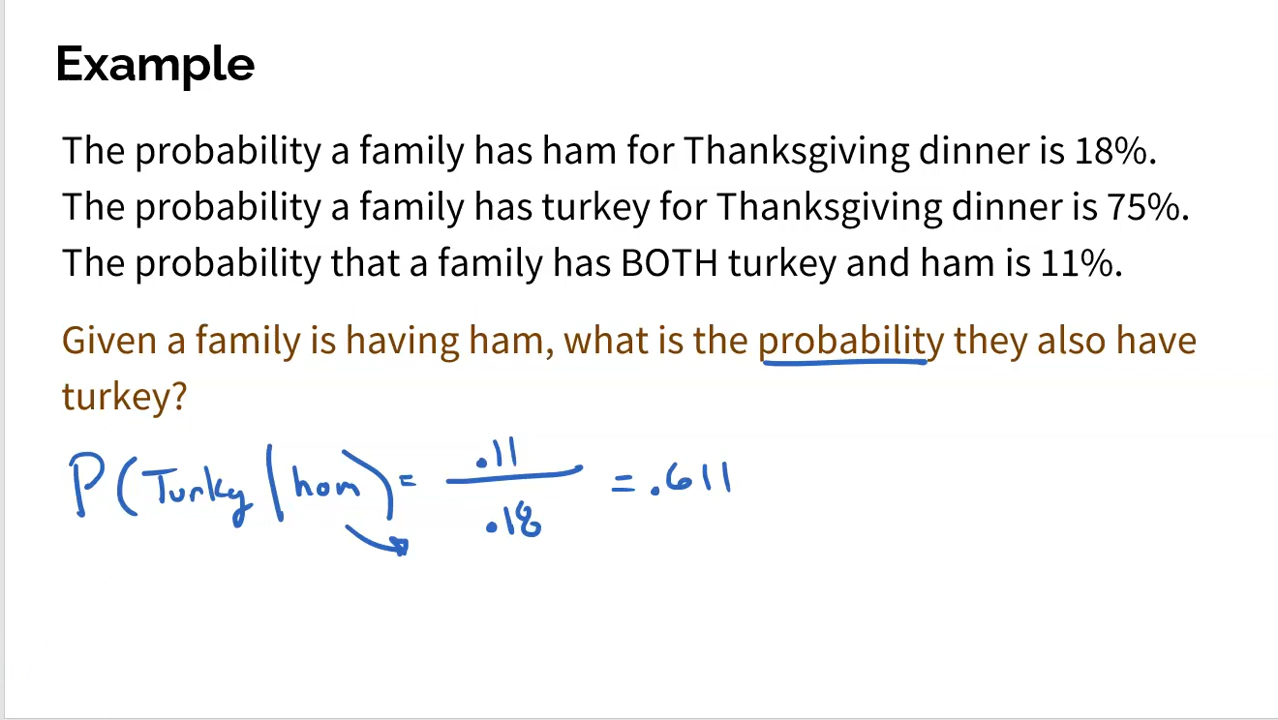 Example
The probability a family has ham for Thanksgiving dinner is 18%.
The probability a family has turkey for Thanksgiving dinner is 75%.
The probability that a family has BOTH turkey and ham is 11%.
Given a family is having ham, what is the probability they also have
turkey?
P(Turky | ham) = .11 / .18 = .611